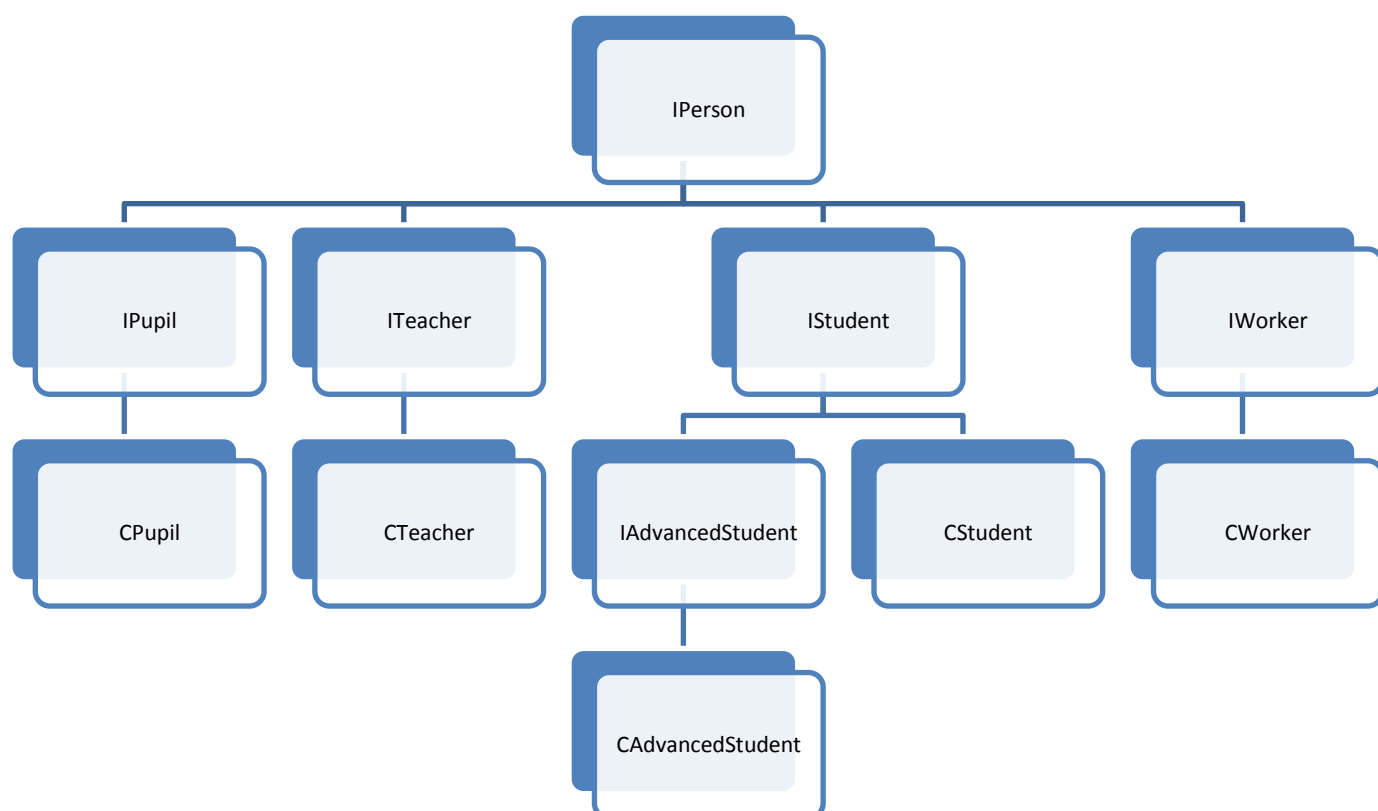 IPerson
IPupil
ITeacher
IStudent
IWorker
CPupil
CTeacher
IAdvancedStudent
CStudent
CWorker
CAdvancedStudent